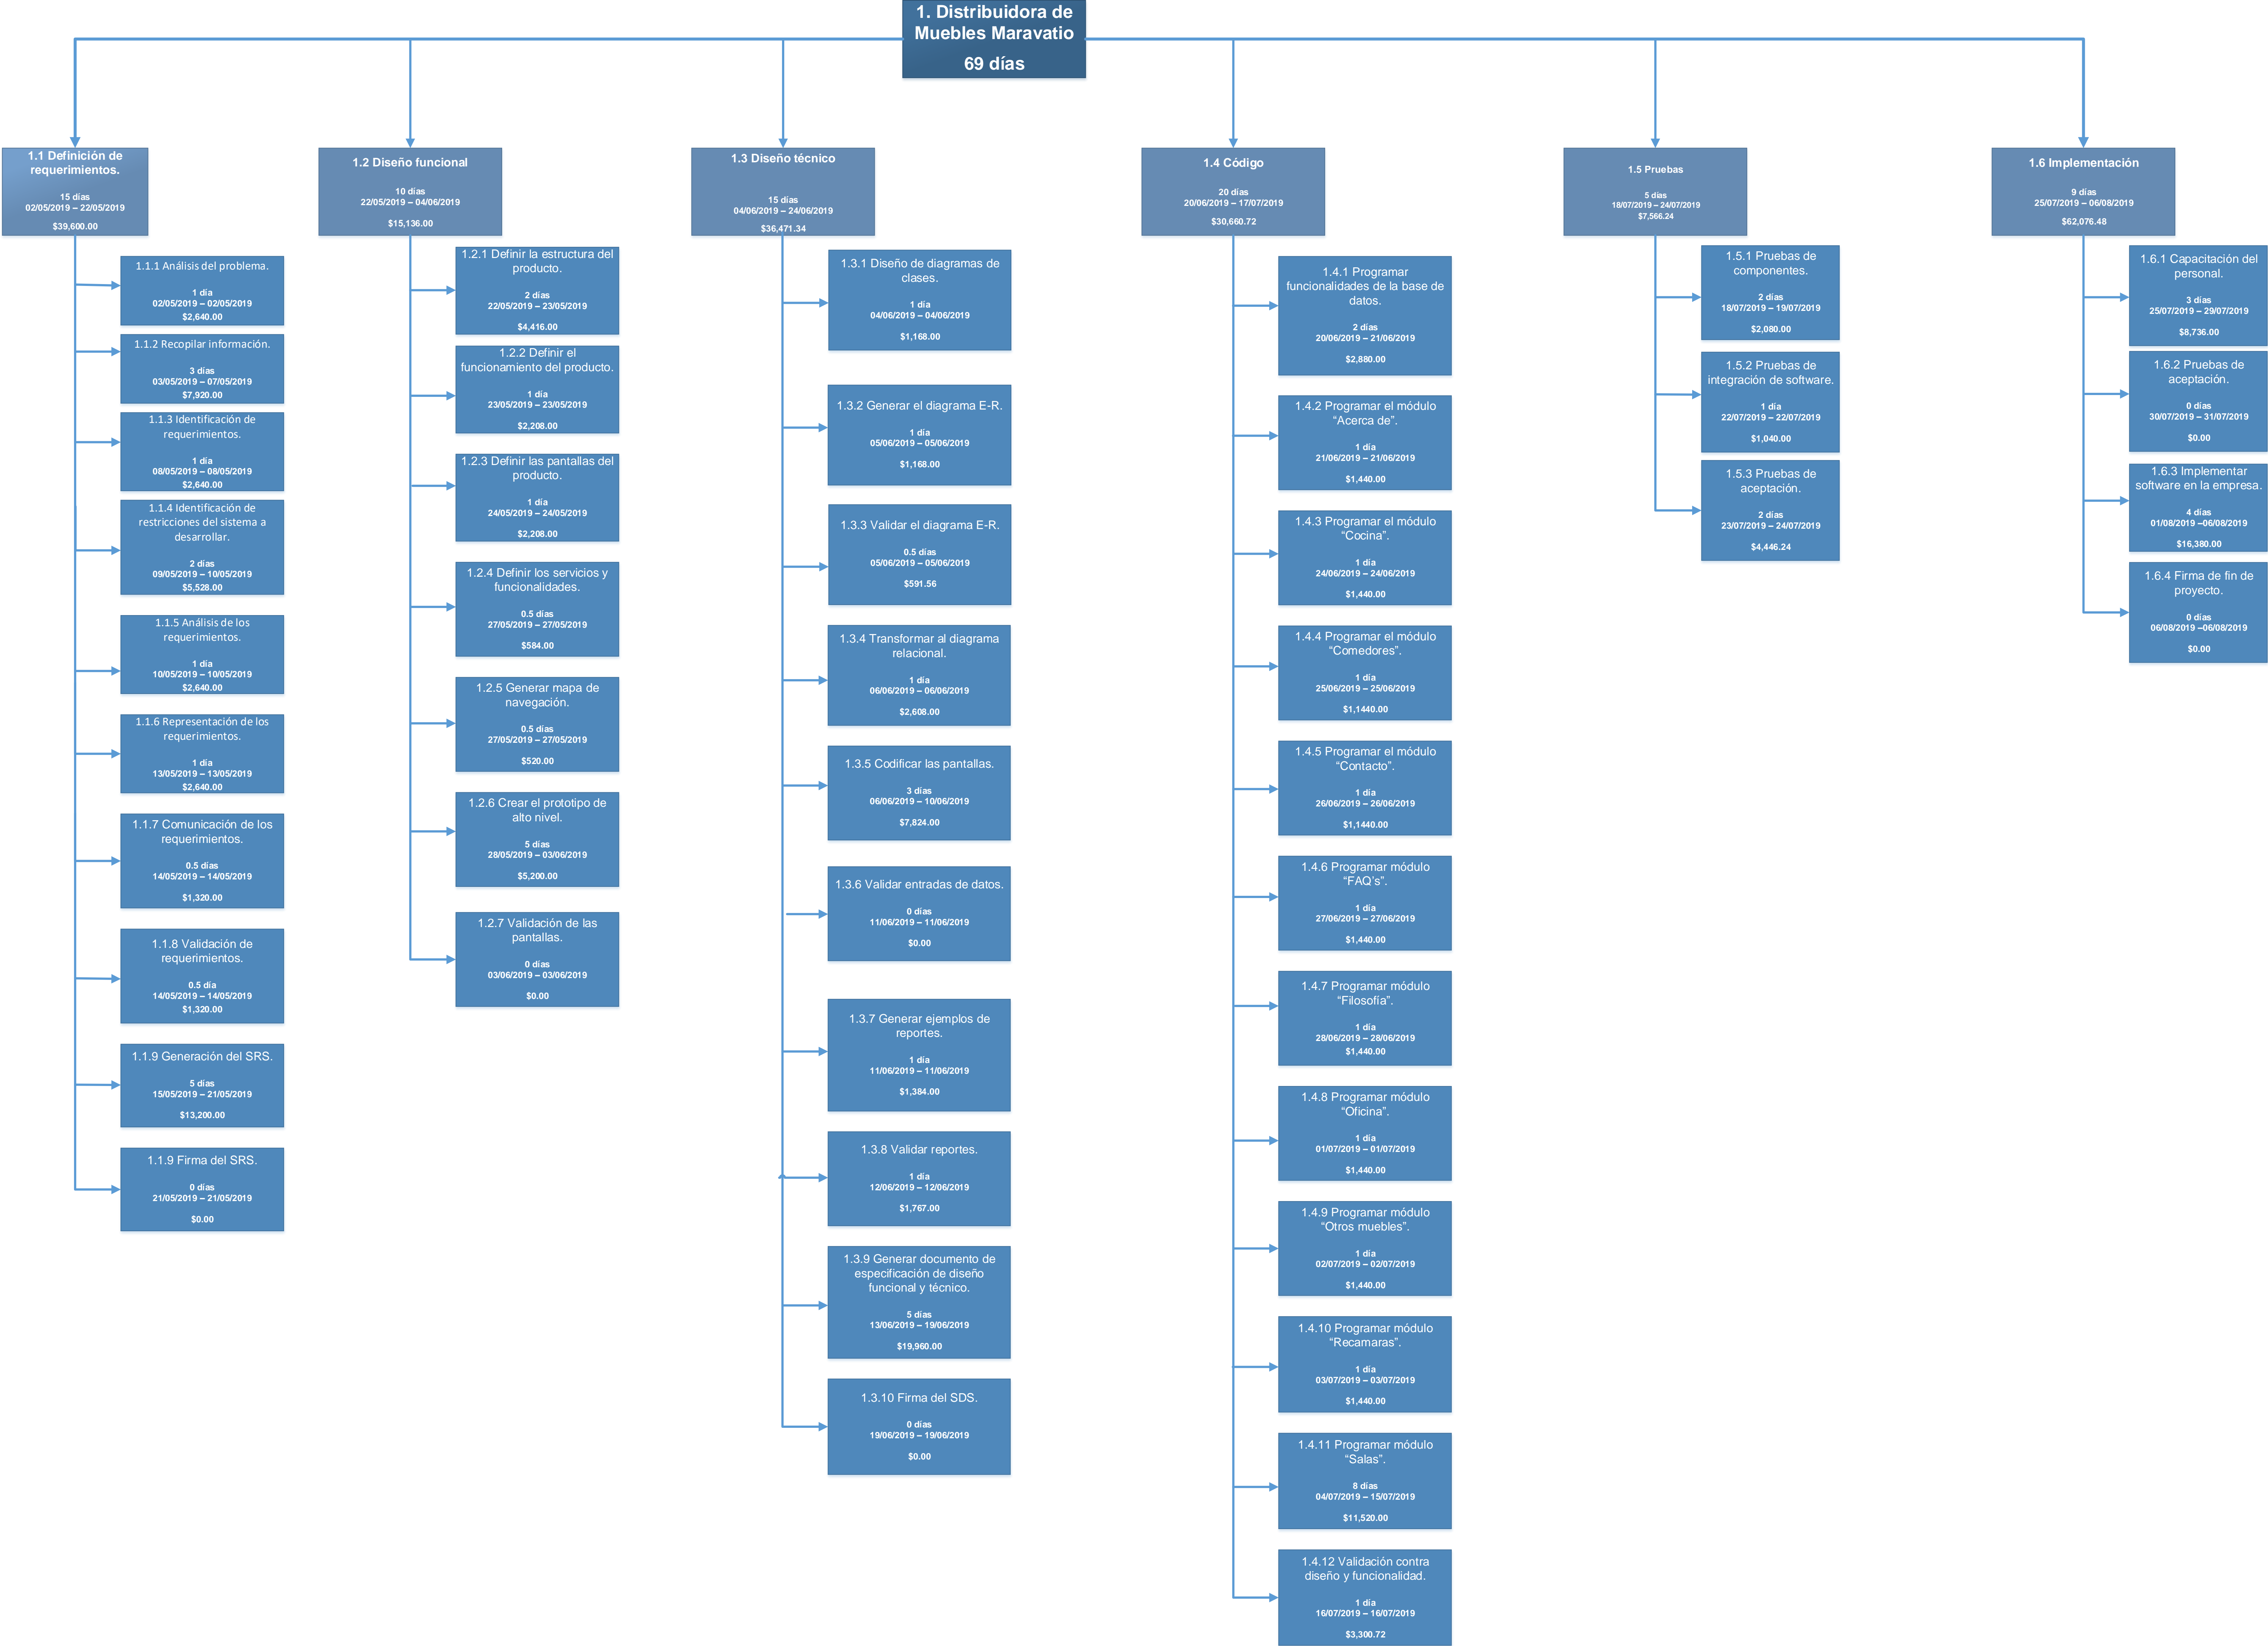 1. Distribuidora de
Muebles Maravatio
69 días
1.1 Definición de
requerimientos.
15 días
02/05/2019 – 22/05/2019
$39,600.00
1.1.1 Análisis del problema.
1 día
02/05/2019 – 02/05/2019
$2,640.00
1.1.2 Recopilar información.
3 días
03/05/2019 – 07/05/2019
$7,920.00
1.1.3 Identificación de
requerimientos.
1 día
08/05/2019 – 08/05/2019
$2,640.00
1.1.4 Identificación de
restricciones del sistema a
desarrollar.
2 días
09/05/2019 – 10/05/2019
$5,528.00
1.1.5 Análisis de los
requerimientos.
1 día
10/05/2019 – 10/05/2019
$2,640.00
1.1.6 Representación de los
requerimientos.
1 día
13/05/2019 – 13/05/2019
$2,640.00
1.1.7 Comunicación de los
requerimientos.
0.5 días
14/05/2019 – 14/05/2019
$1,320.00
1.1.8 Validación de
requerimientos.
0.5 día
14/05/2019 – 14/05/2019
$1,320.00
1.1.9 Generación del SRS.
5 días
15/05/2019 – 21/05/2019
$13,200.00
1.1.9 Firma del SRS.
0 días
21/05/2019 – 21/05/2019
$0.00
1.2 Diseño funcional
10 días
22/05/2019 – 04/06/2019
$15,136.00
1.2.1 Definir la estructura del
producto.
2 días
22/05/2019 – 23/05/2019
$4,416.00
1.2.2 Definir el
funcionamiento del producto.
1 día
23/05/2019 – 23/05/2019
$2,208.00
1.2.3 Definir las pantallas del
producto.
1 día
24/05/2019 – 24/05/2019
$2,208.00
1.2.4 Definir los servicios y
funcionalidades.
0.5 días
27/05/2019 – 27/05/2019
$584.00
1.2.5 Generar mapa de
navegación.
0.5 días
27/05/2019 – 27/05/2019
$520.00
1.2.6 Crear el prototipo de
alto nivel.
5 días
28/05/2019 – 03/06/2019
$5,200.00
1.2.7 Validación de las
pantallas.
0 días
03/06/2019 – 03/06/2019
$0.00
1.3 Diseño técnico
15 días
04/06/2019 – 24/06/2019
$36,471.34
1.3.1 Diseño de diagramas de
clases.
1 día
04/06/2019 – 04/06/2019
$1,168.00
1.3.2 Generar el diagrama E-R.
1 día
05/06/2019 – 05/06/2019
$1,168.00
1.3.3 Validar el diagrama E-R.
0.5 días
05/06/2019 – 05/06/2019
$591.56
1.3.4 Transformar al diagrama
relacional.
1 día
06/06/2019 – 06/06/2019
$2,608.00
1.3.5 Codificar las pantallas.
3 días
06/06/2019 – 10/06/2019
$7,824.00
1.3.6 Validar entradas de datos.
0 días
11/06/2019 – 11/06/2019
$0.00
1.3.7 Generar ejemplos de
reportes.
1 día
11/06/2019 – 11/06/2019
$1,384.00
1.3.8 Validar reportes.
1 día
12/06/2019 – 12/06/2019
$1,767.00
1.3.9 Generar documento de
especificación de diseño
funcional y técnico.
5 días
13/06/2019 – 19/06/2019
$19,960.00
1.3.10 Firma del SDS.
0 días
19/06/2019 – 19/06/2019
$0.00
1.4 Código
20 días
20/06/2019 – 17/07/2019
$30,660.72
1.4.1 Programar
funcionalidades de la base de
datos.
2 días
20/06/2019 – 21/06/2019
$2,880.00
1.4.2 Programar el módulo
“Acerca de”.
1 día
21/06/2019 – 21/06/2019
$1,440.00
1.4.3 Programar el módulo
“Cocina”.
1 día
24/06/2019 – 24/06/2019
$1,440.00
1.4.4 Programar el módulo
“Comedores”.
1 día
25/06/2019 – 25/06/2019
$1,1440.00
1.4.5 Programar el módulo
“Contacto”.
1 día
26/06/2019 – 26/06/2019
$1,1440.00
1.4.6 Programar módulo
“FAQ’s”.
1 día
27/06/2019 – 27/06/2019
$1,440.00
1.4.7 Programar módulo
“Filosofía”.
1 día
28/06/2019 – 28/06/2019
$1,440.00
1.4.8 Programar módulo
“Oficina”.
1 día
01/07/2019 – 01/07/2019
$1,440.00
1.4.9 Programar módulo
“Otros muebles”.
1 día
02/07/2019 – 02/07/2019
$1,440.00
1.4.10 Programar módulo
“Recamaras”.
1 día
03/07/2019 – 03/07/2019
$1,440.00
1.4.11 Programar módulo
“Salas”.
8 días
04/07/2019 – 15/07/2019
$11,520.00
1.4.12 Validación contra
diseño y funcionalidad.
1 día
16/07/2019 – 16/07/2019
$3,300.72
1.5 Pruebas
5 días
18/07/2019 – 24/07/2019
$7,566.24
1.5.1 Pruebas de
componentes.
2 días
18/07/2019 – 19/07/2019
$2,080.00
1.5.2 Pruebas de
integración de software.
1 día
22/07/2019 – 22/07/2019
$1,040.00
1.5.3 Pruebas de
aceptación.
2 días
23/07/2019 – 24/07/2019
$4,446.24
1.6 Implementación
9 días
25/07/2019 – 06/08/2019
$62,076.48
1.6.1 Capacitación del
personal.
3 días
25/07/2019 – 29/07/2019
$8,736.00
1.6.2 Pruebas de
aceptación.
0 días
30/07/2019 – 31/07/2019
$0.00
1.6.3 Implementar
software en la empresa.
4 días
01/08/2019 –06/08/2019
$16,380.00
1.6.4 Firma de fin de
proyecto.
0 días
06/08/2019 –06/08/2019
$0.00